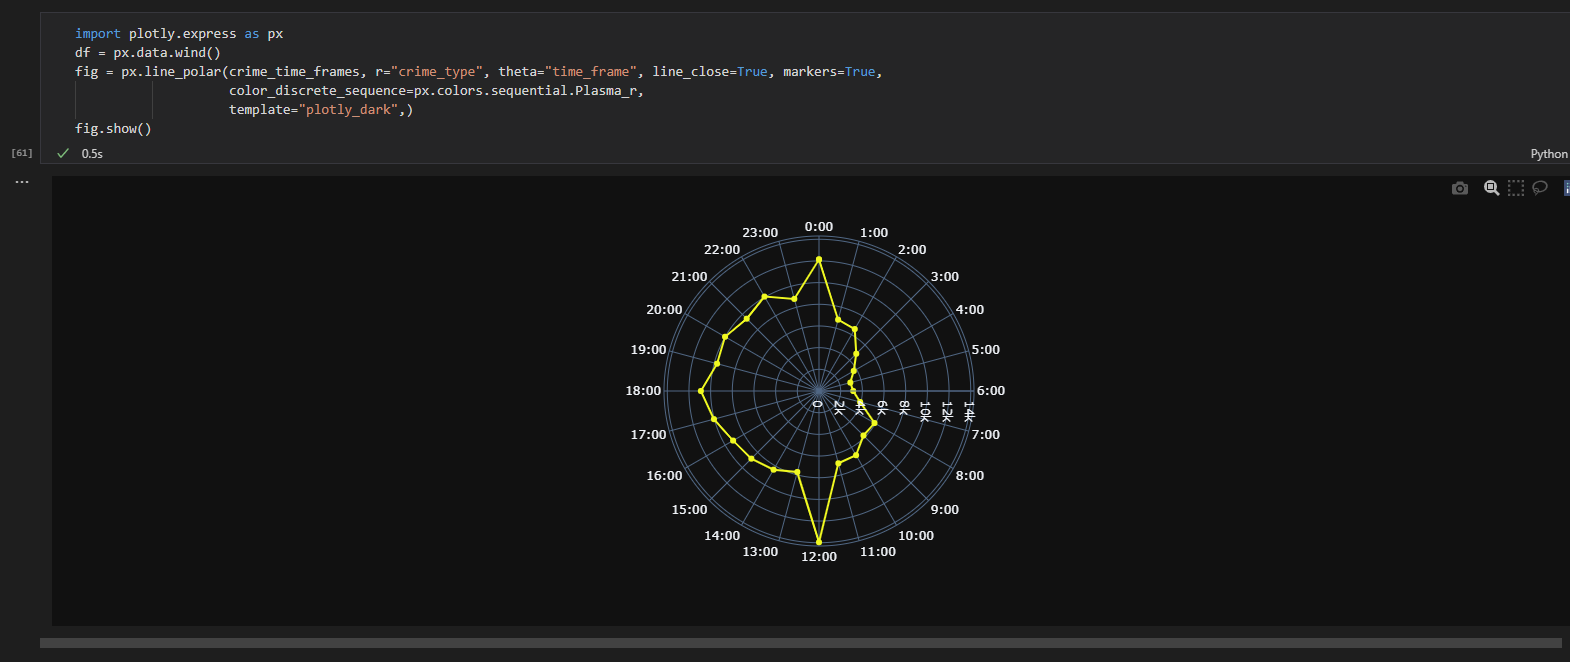 import plotly.express as px
df = px.data.wind()
fig = px.line_polar(crime_time_frames, r="crime_type", theta="time_frame", line_close=True, markers=True,
color_discrete_sequence=px.colors.sequential.Plasma_r,
template="plotly_dark",)
fig.show()
[61]
0.5s
Python
...
0:00
23:00
1:00
22:00
2:00
21:00
3:00
20:00
4:00
19:00
5:00
18:00
6:00
0 2k 4k 6k 8k 10k 12k 14k
17:00
7:00
16:00
8:00
15:00
9:00
14:00
10:00
13:00
11:00
12:00